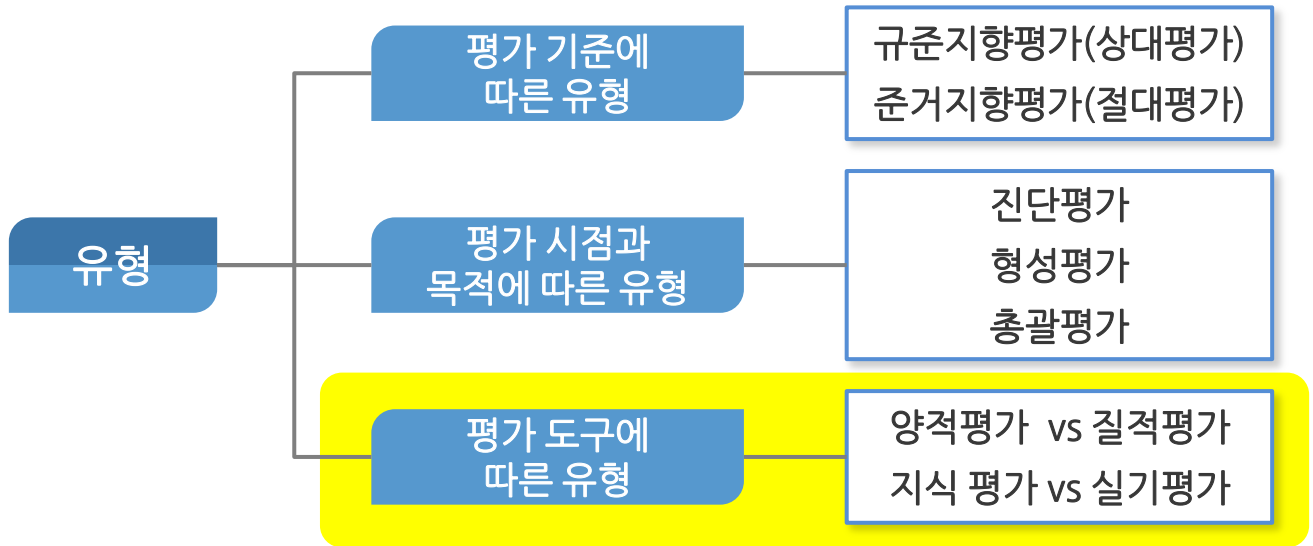 유형
평가 기준에
따른 유형
규준지향평가(상대평가)
준거지향평가(절대평가)
평가 시점과
목적에 따른 유형
진단평가
형성평가
총괄평가
평가 도구에
따른 유형
양적평가 vs 질적평가
지식 평가 vs 실기평가